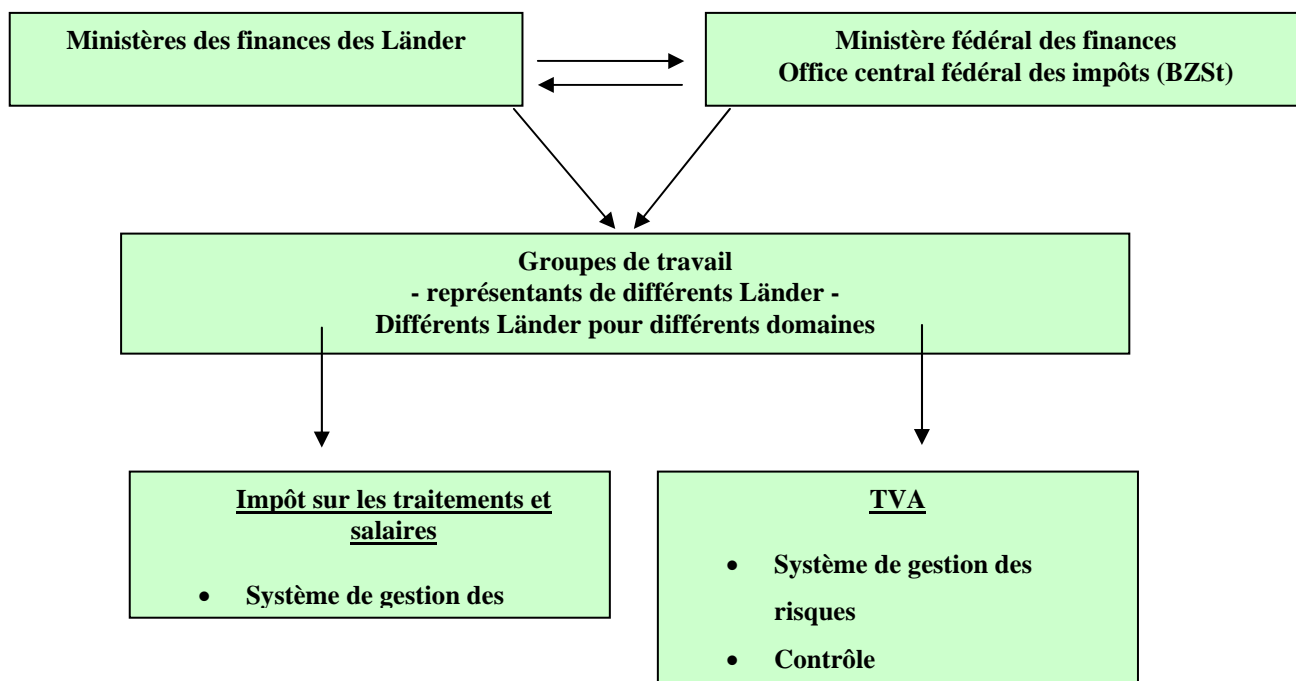 Ministères des finances des Länder
Ministère fédéral des finances
Office central fédéral des impôts (BZSt)
Groupes de travail
- représentants de différents Länder -
Différents Länder pour différents domaines
Impôt sur les traitements et
salaires
• Système de gestion des
TVA
• Système de gestion des
risques
• Contrôle